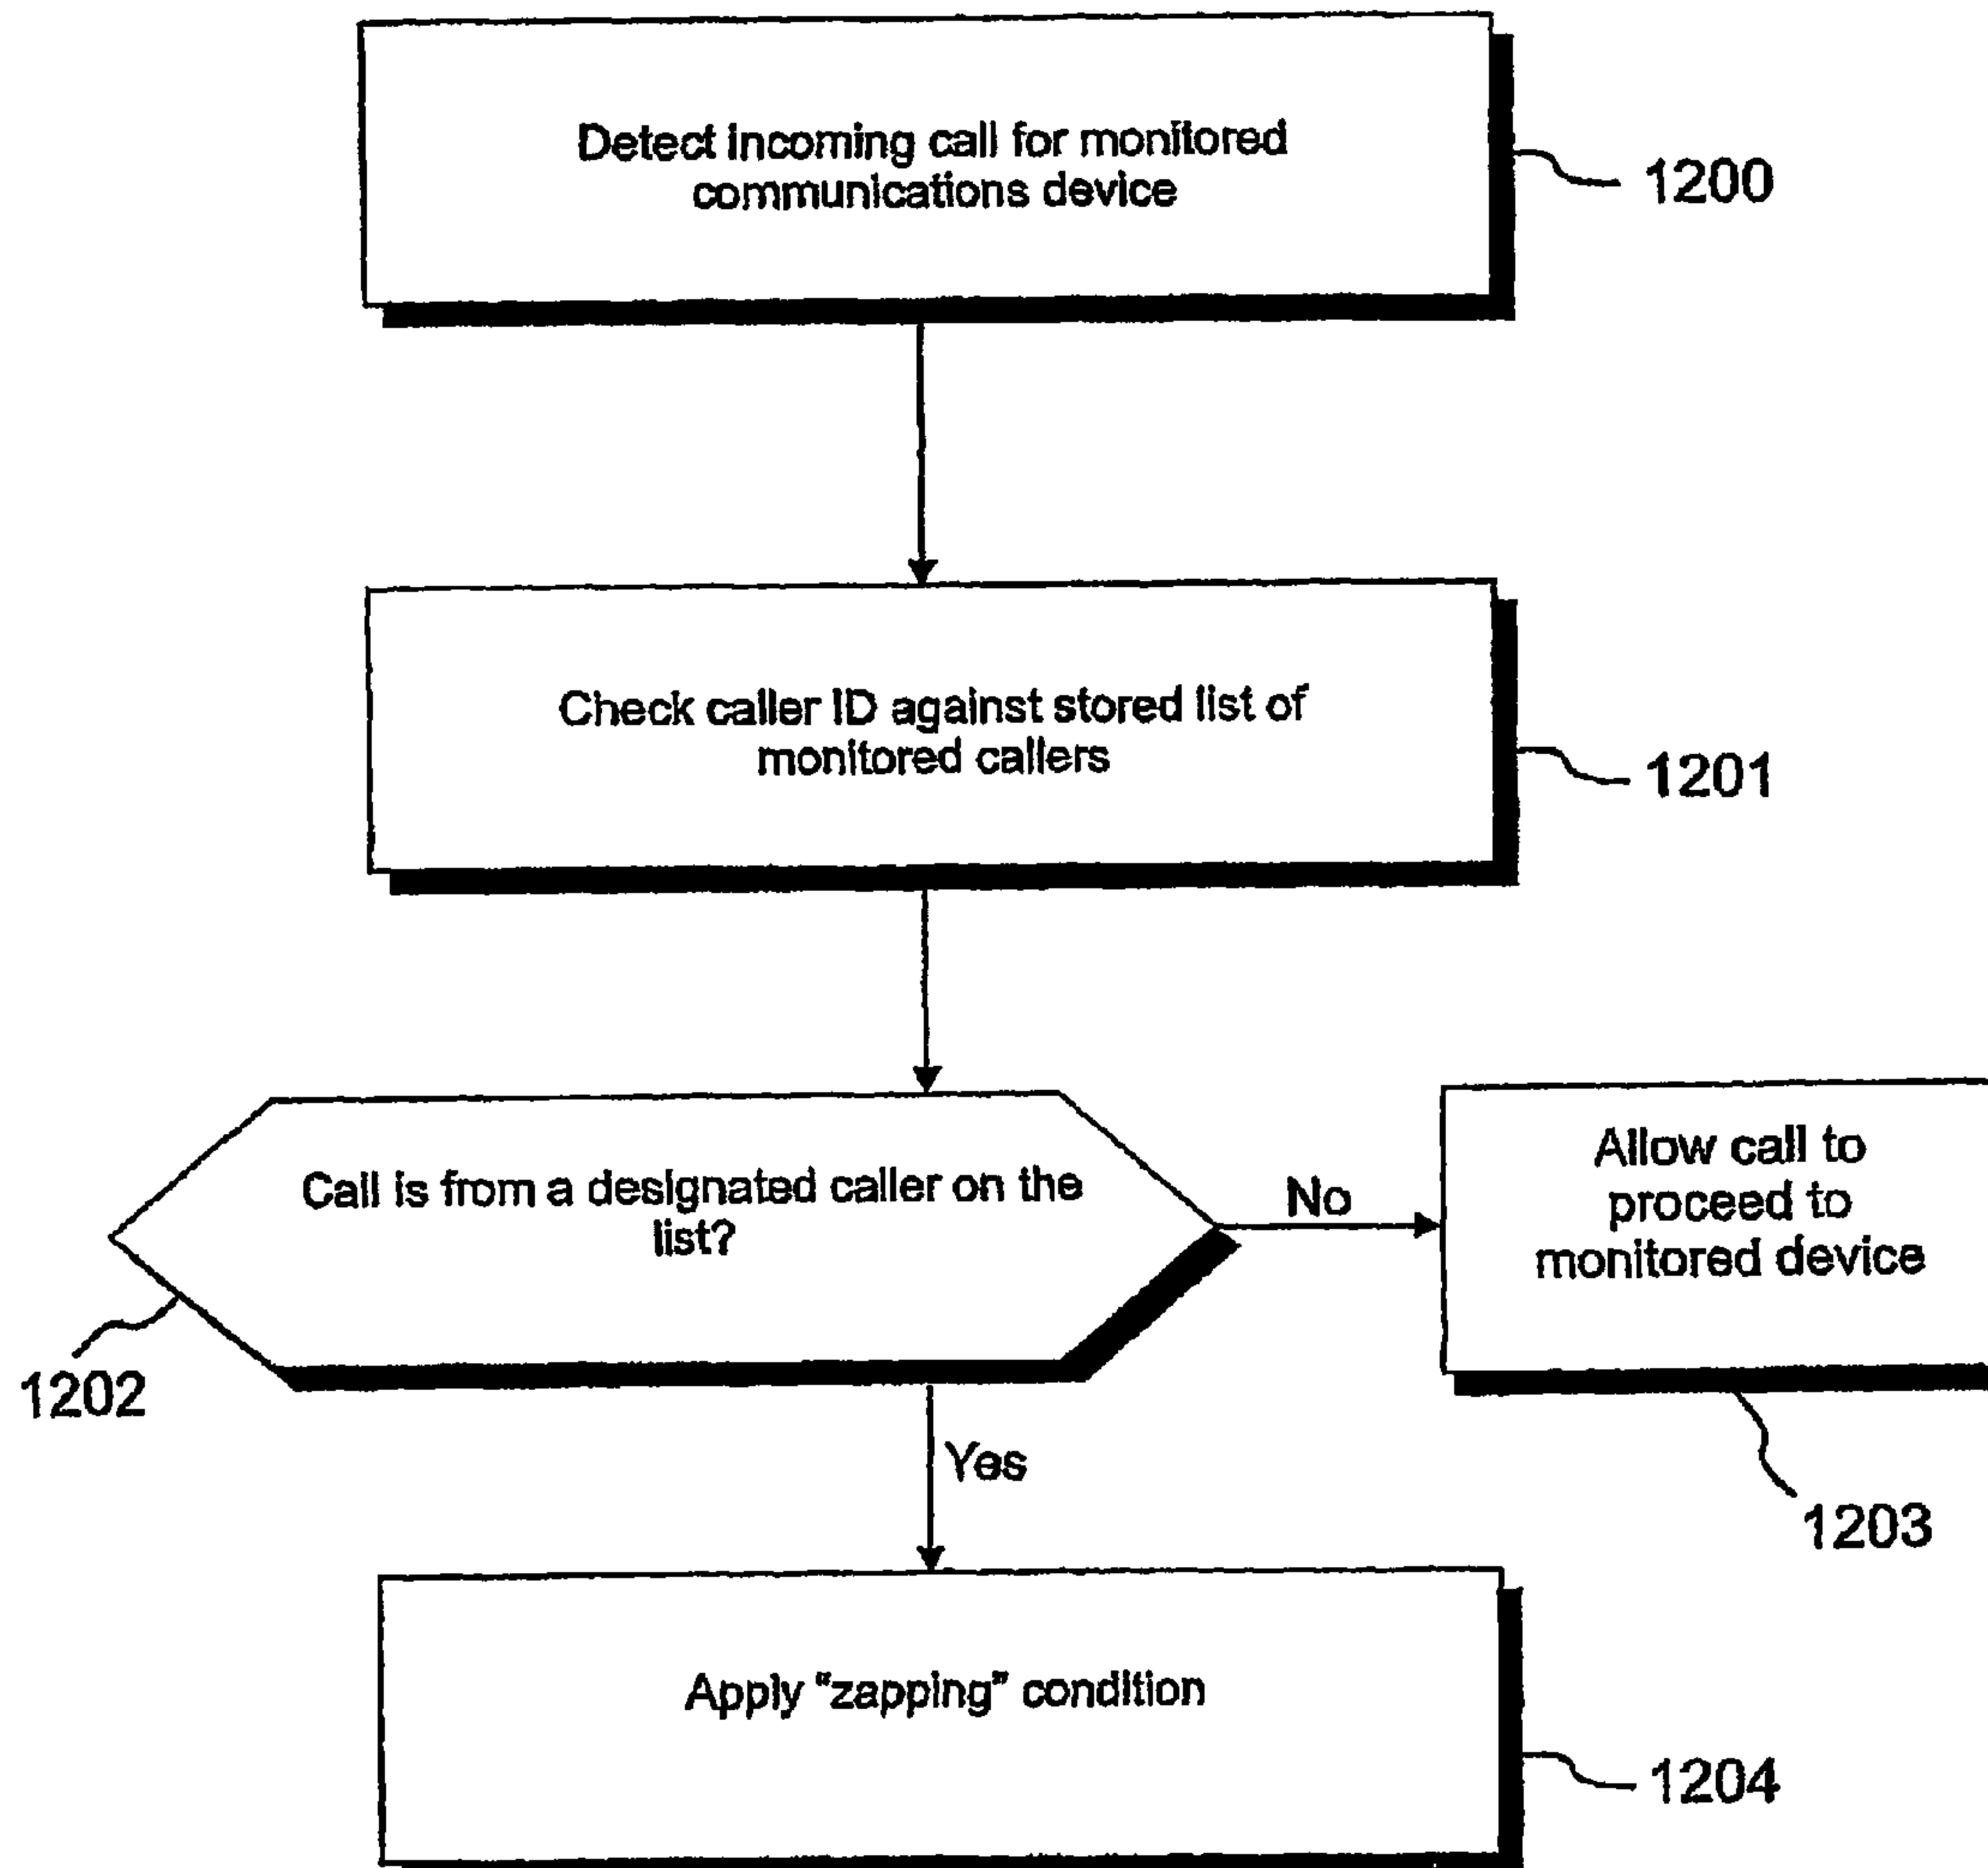 Detect incoming call for monitored
communications device
1200
Check caller ID against stored list of
monitored callers
1201
Call is from a designated caller on the
list?
No
Allow call to
proceed to
monitored device
1202
Yes
1203
Apply "zapping" condition
1204